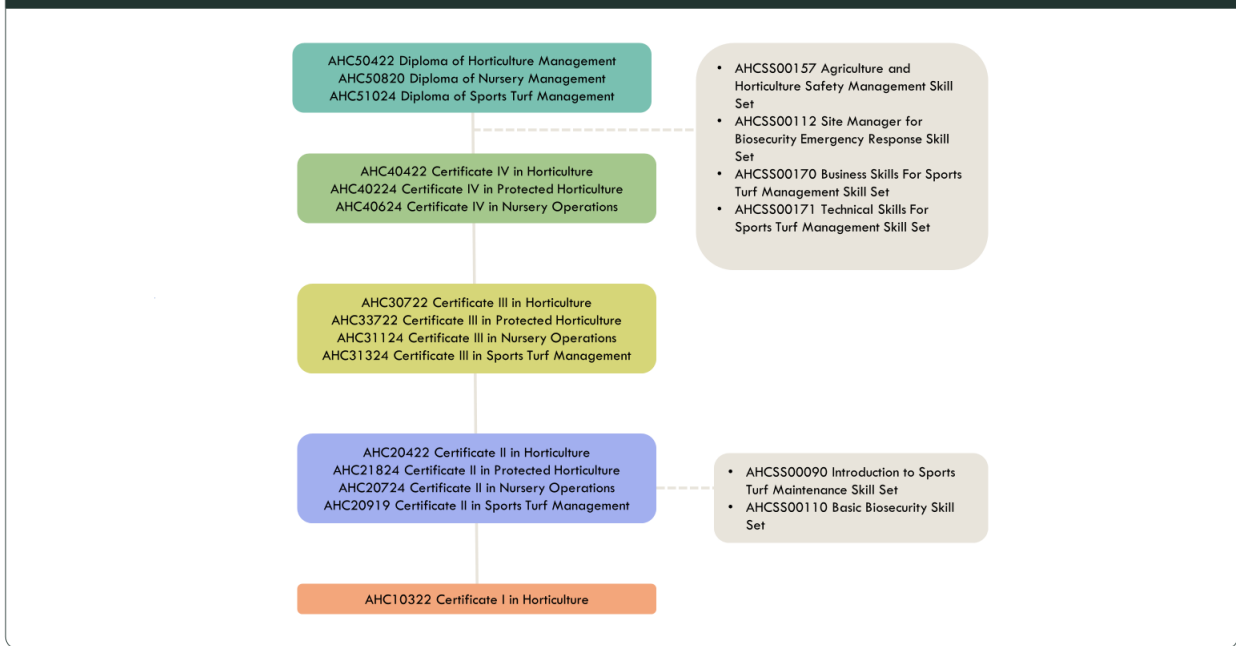 AHC50422 Diploma of Horticulture Management
AHC50820 Diploma of Nursery Management
AHC51024 Diploma of Sports Turf Management
• AHCSS00157 Agriculture and
Horticulture Safety Management Skill
Set
• AHCSS00112 Site Manager for
Biosecurity Emergency Response Skill
Set
• AHCSS00170 Business Skills For Sports
Turf Management Skill Set
• AHCSS00171 Technical Skills For
Sports Turf Management Skill Set
AHC40422 Certificate IV in Horticulture
AHC40224 Certificate IV in Protected Horticulture
AHC40624 Certificate IV in Nursery Operations
AHC30722 Certificate III in Horticulture
AHC33722 Certificate III in Protected Horticulture
AHC31124 Certificate III in Nursery Operations
AHC31324 Certificate III in Sports Turf Management
AHC20422 Certificate II in Horticulture
AHC21824 Certificate II in Protected Horticulture
AHC20724 Certificate II in Nursery Operations
AHC20919 Certificate II in Sports Turf Management
• AHCSS00090 Introduction to Sports
Turf Maintenance Skill Set
• AHCSS00110 Basic Biosecurity Skill
Set
AHC10322 Certificate I in Horticulture